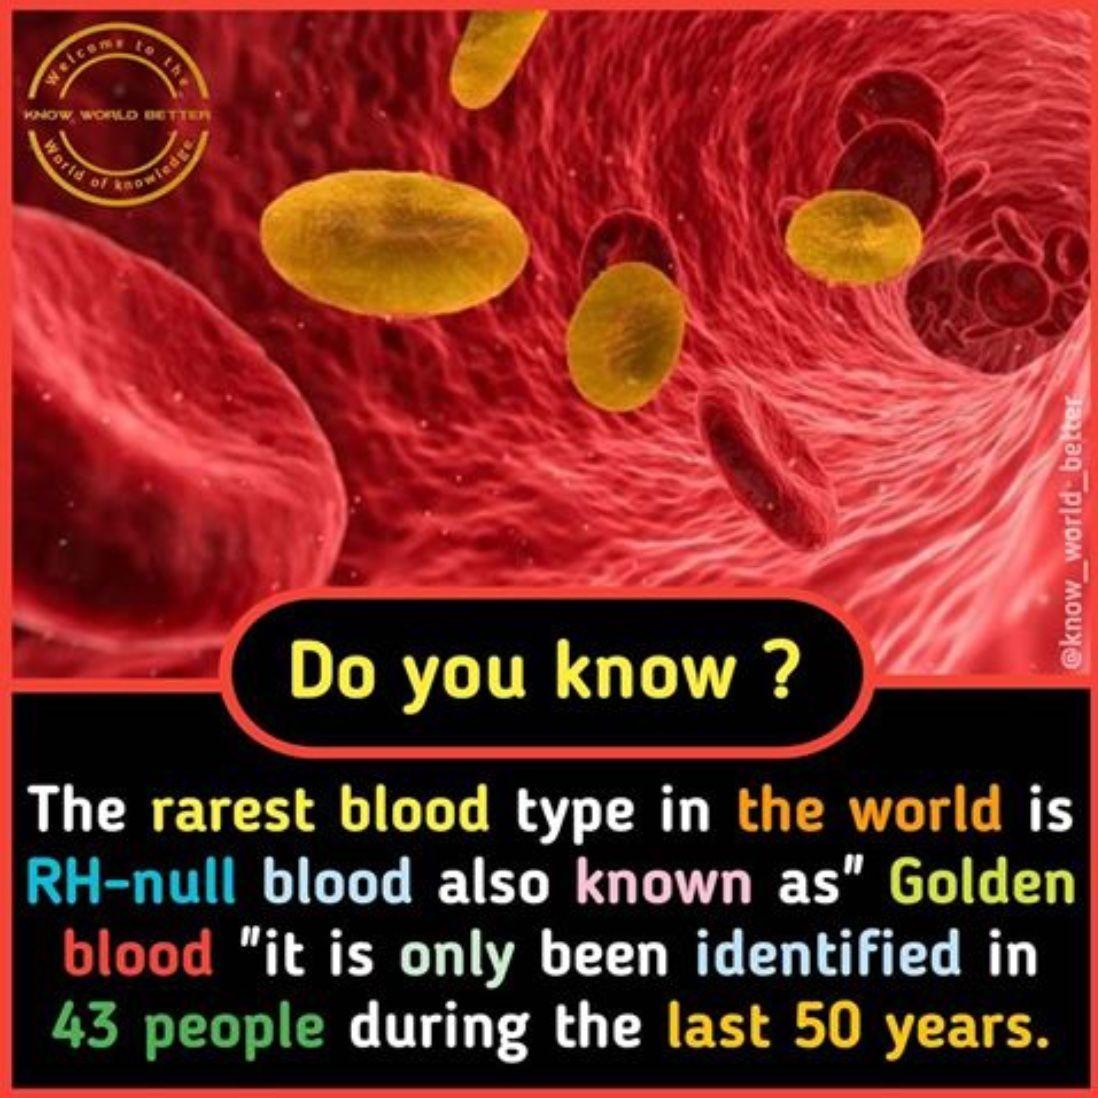 Welcome to the
KNOW WORLD BETTER
World of knowledge
@know_world_better
Do you know ?
The rarest blood type in the world is
RH-null blood also known as" Golden
blood "it is only been identified in
43 people during the last 50 years.